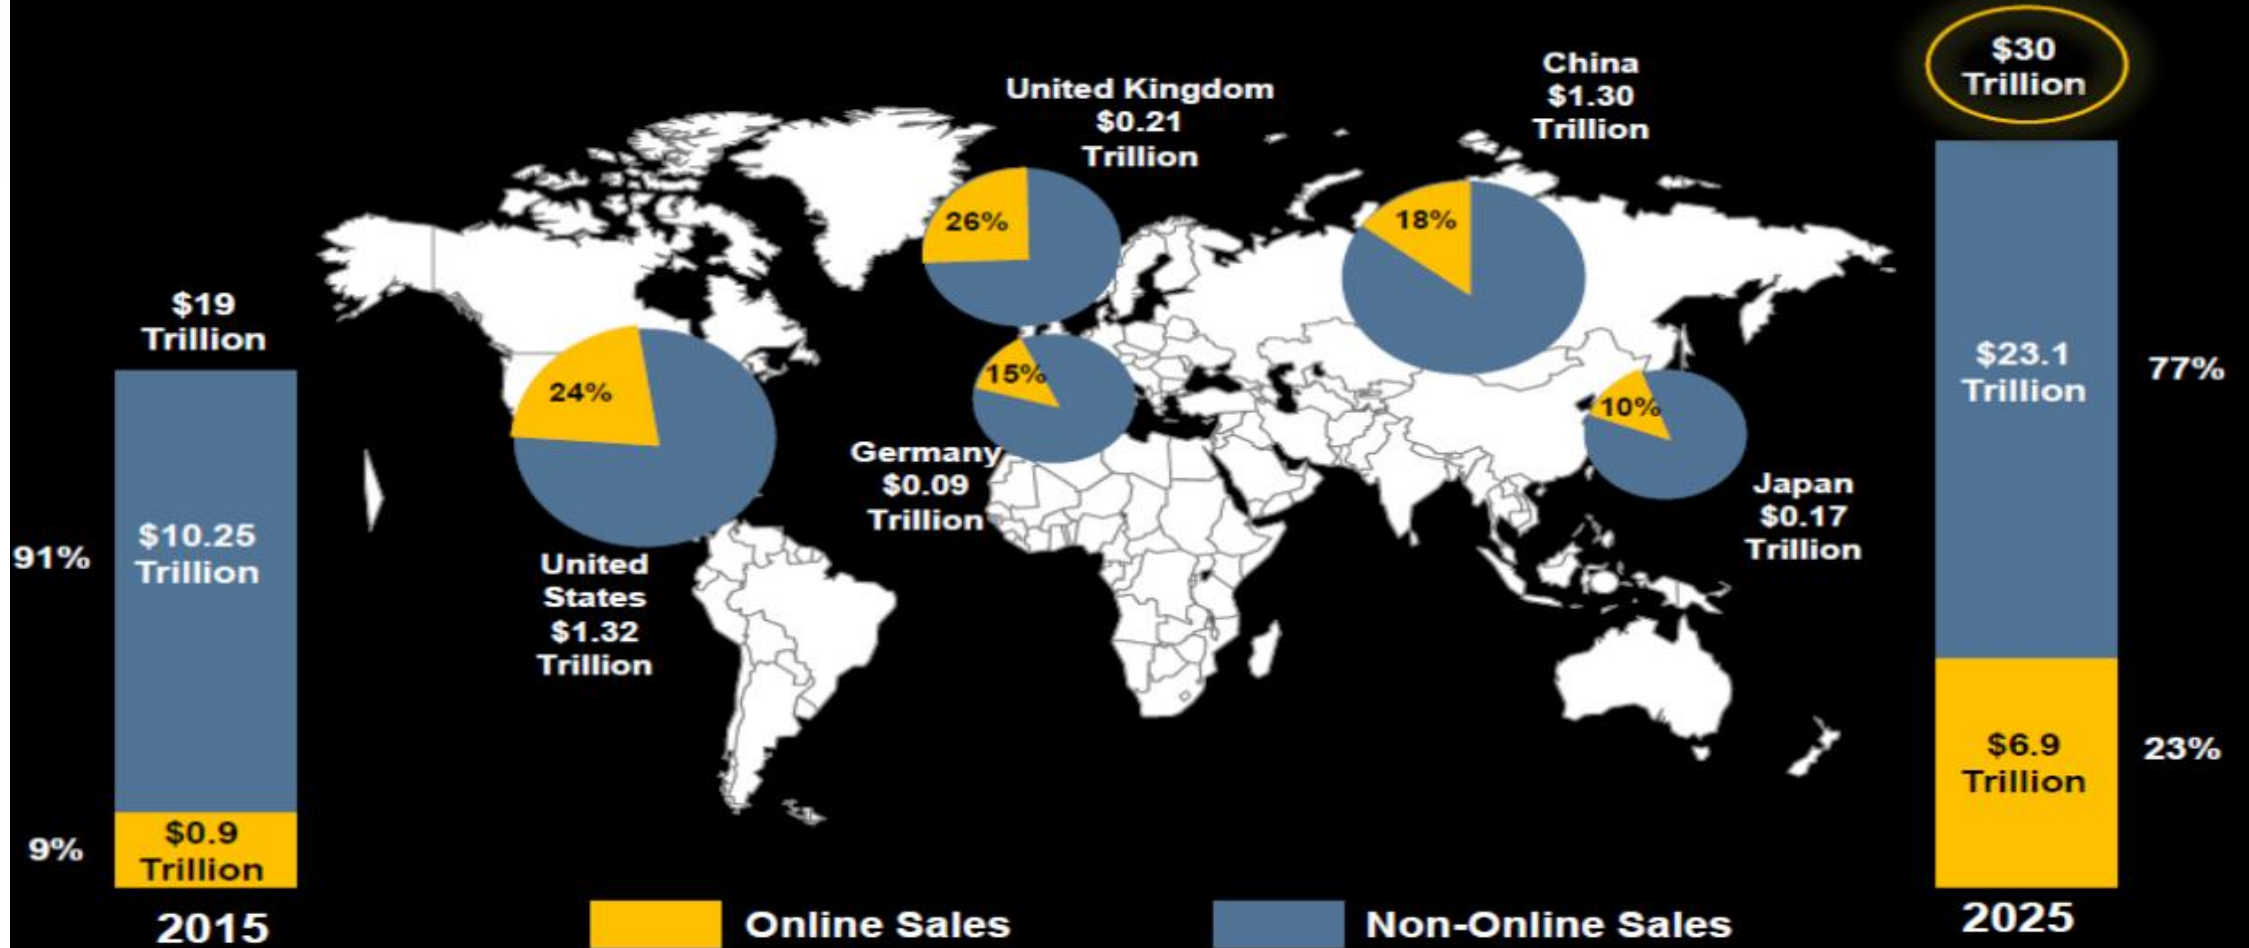 $19
Trillion
91%
$10.25
Trillion
9%
$0.9
Trillion
2015
24%
United
States
$1.32
Trillion
United Kingdom
$0.21
Trillion
26%
15%
Germany
$0.09
Trillion
China
$1.30
Trillion
18%
10%
Japan
$0.17
Trillion
$30
Trillion
$23.1
Trillion
77%
$6.9
Trillion
23%
2025
Online Sales
Non-Online Sales